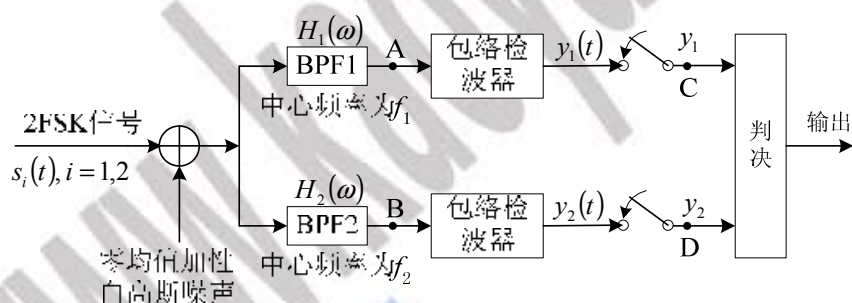 H₁(ω)
A
BPF1
中心频率为f₁
包络检
波器
y₁(t)
y₁
C
2FSK信号
sᵢ(t), i = 1,2
判
决
输出
H₂(ω)
B
BPF2
中心频率为f₂
包络检
波器
y₂(t)
y₂
D
零均值加性
白高斯噪声